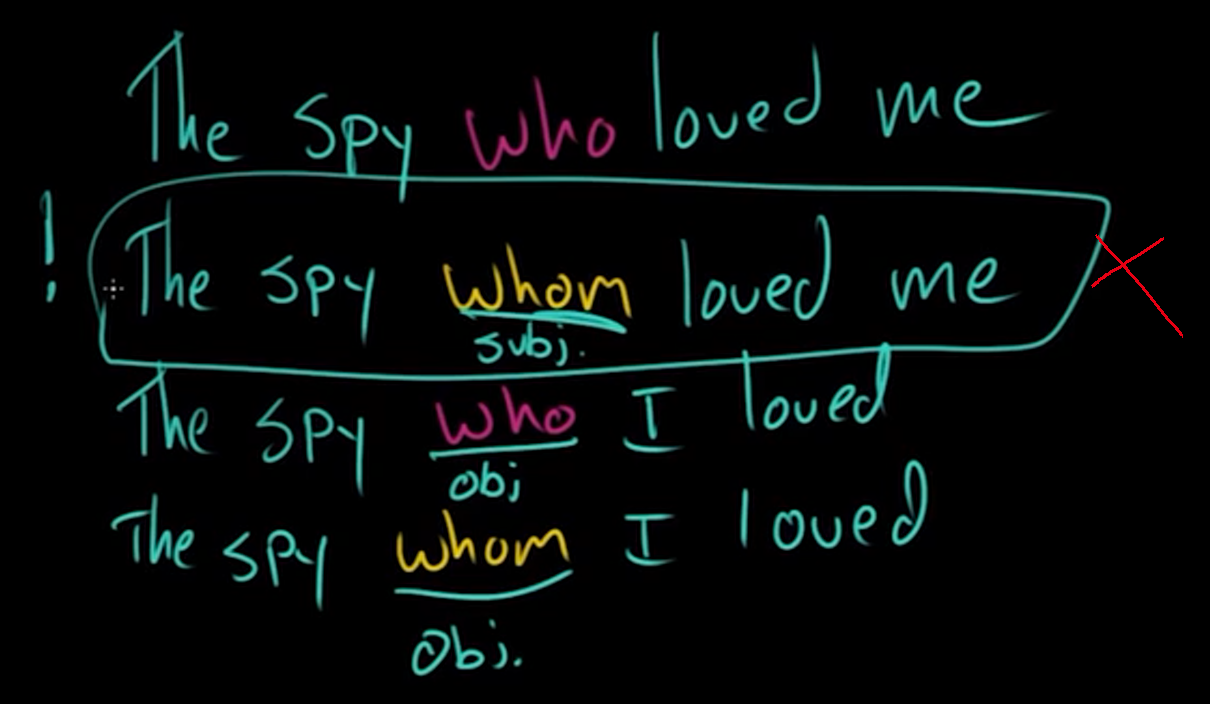 The spy who loved me
! The spy whom loved me
subj.
The spy who I loved
obj
The spy whom I loved
obj.